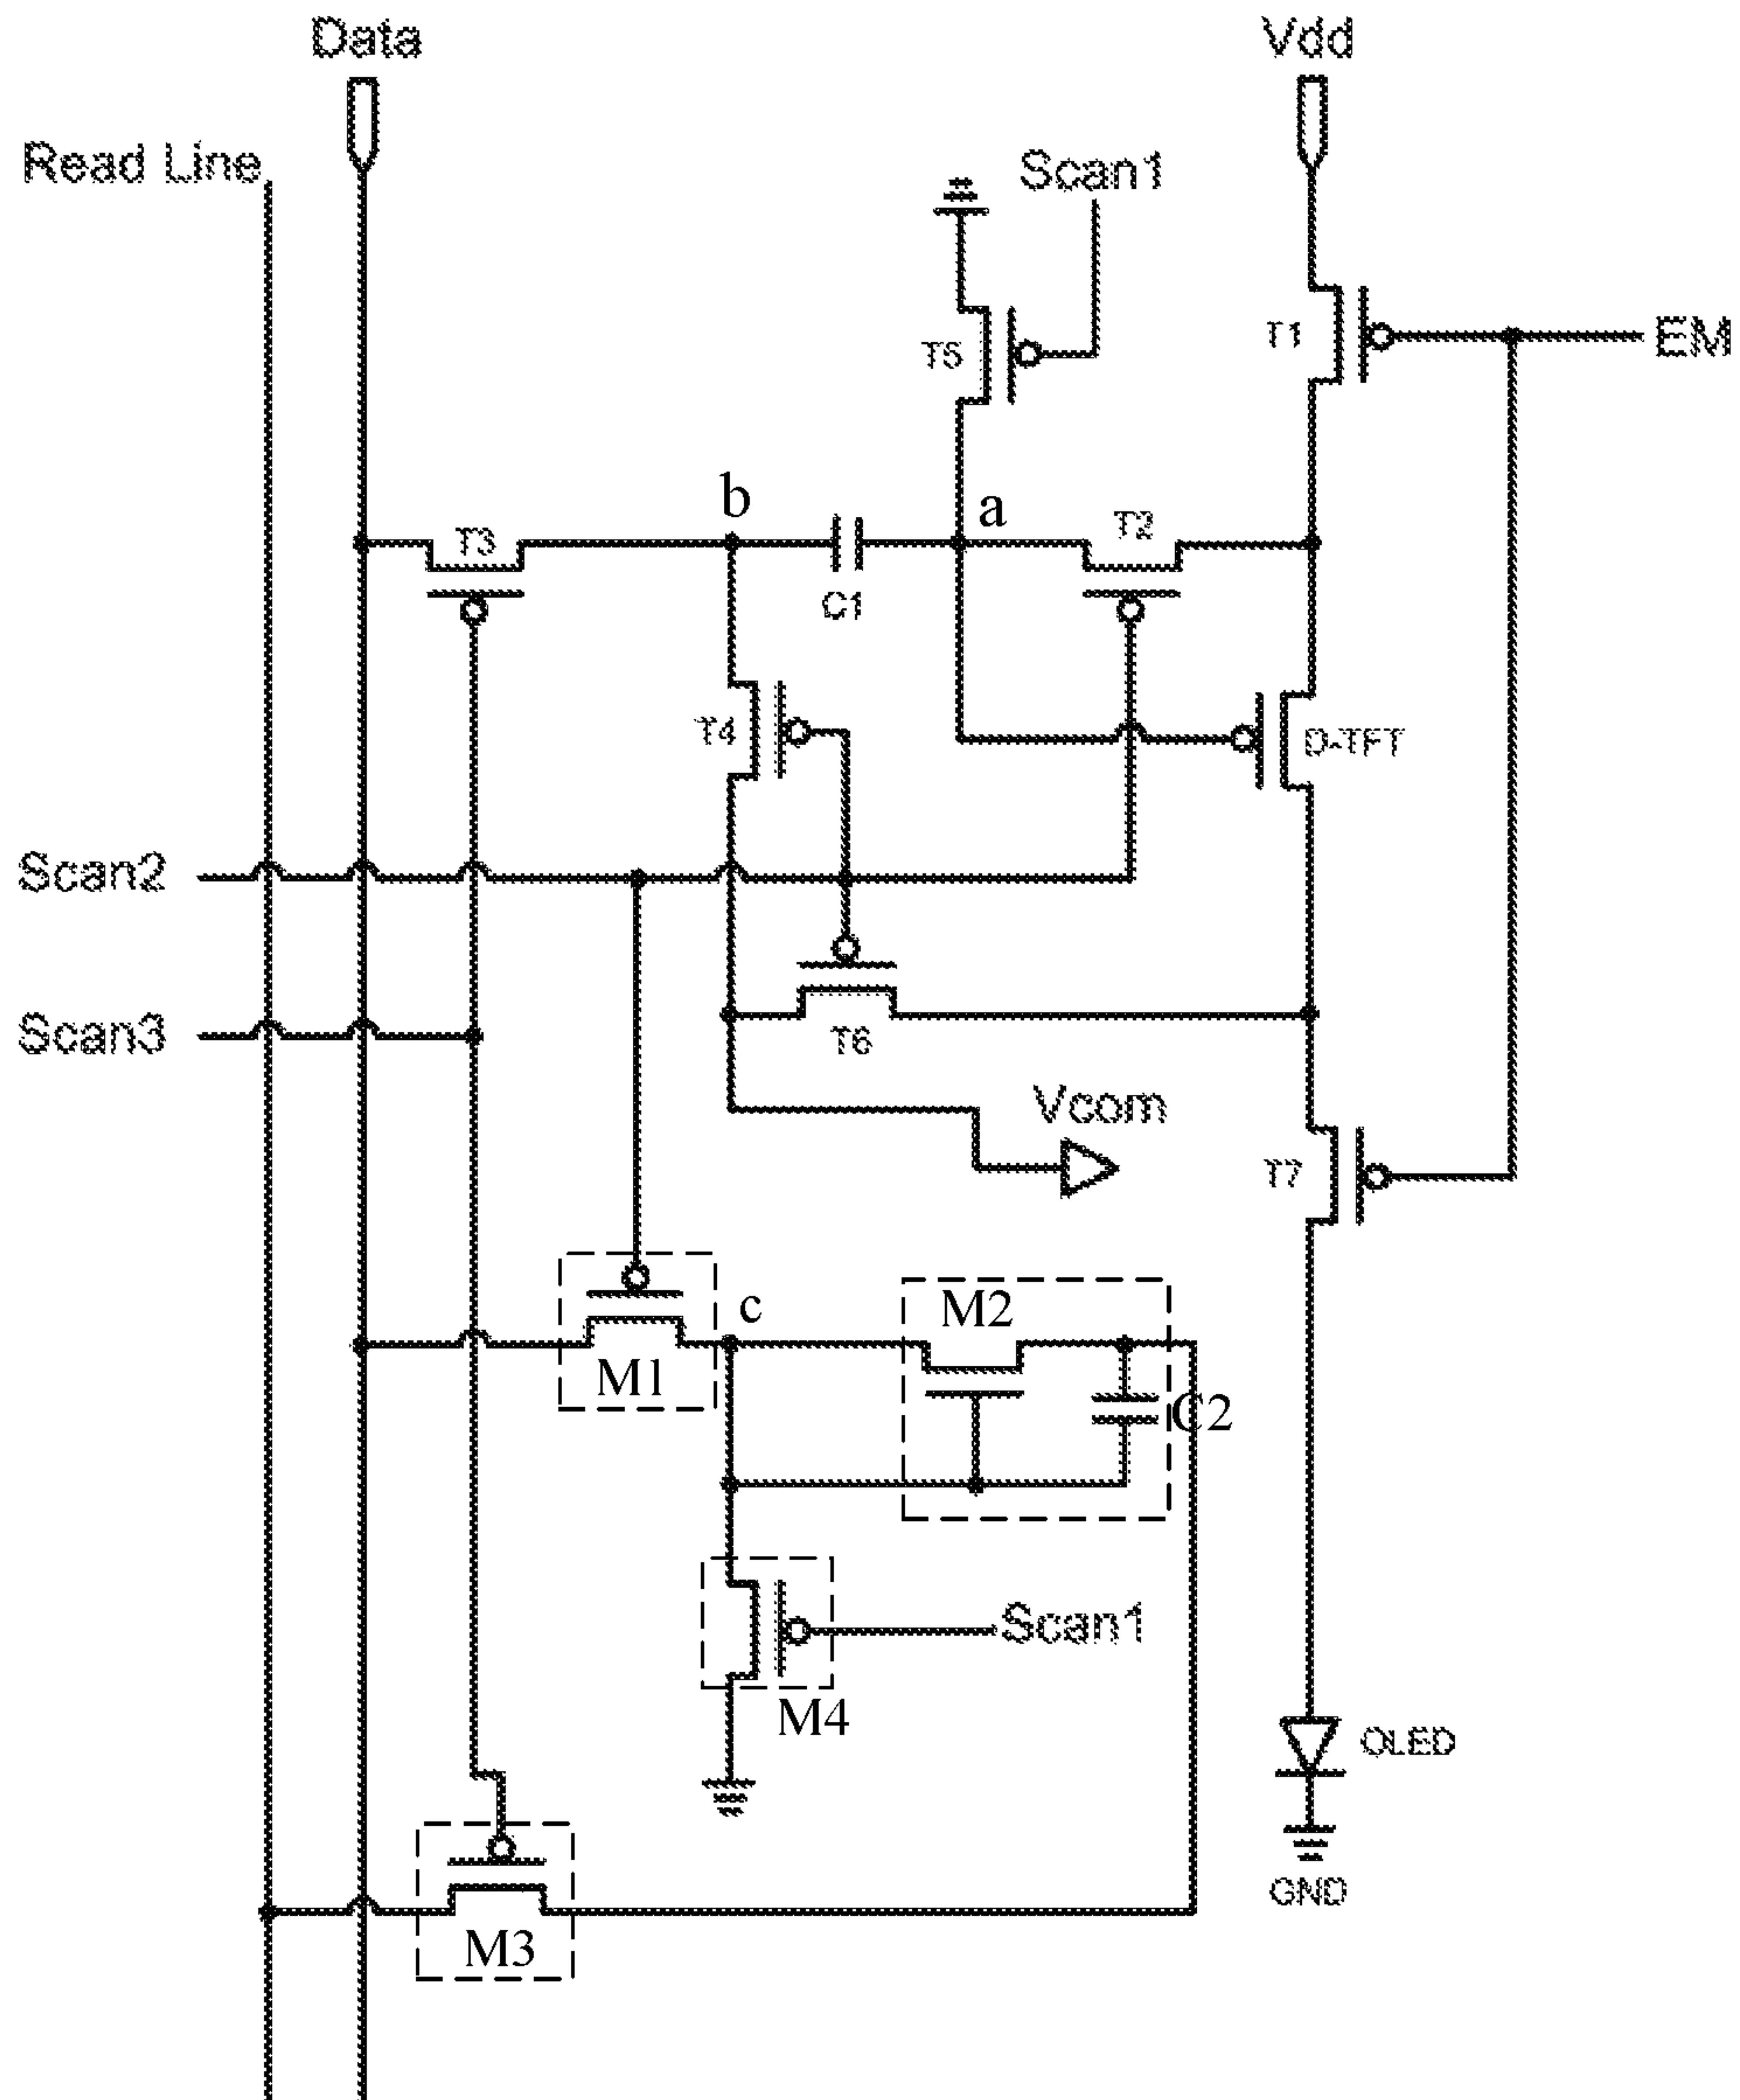 Data
Vdd
Read Line
Scan1
T5
T1
EM
b
a
T3
T2
C1
T4
D-TFT
Scan2
Scan3
T6
Vcom
T7
c
M2
M1
C2
Scan1
M4
OLED
GND
M3